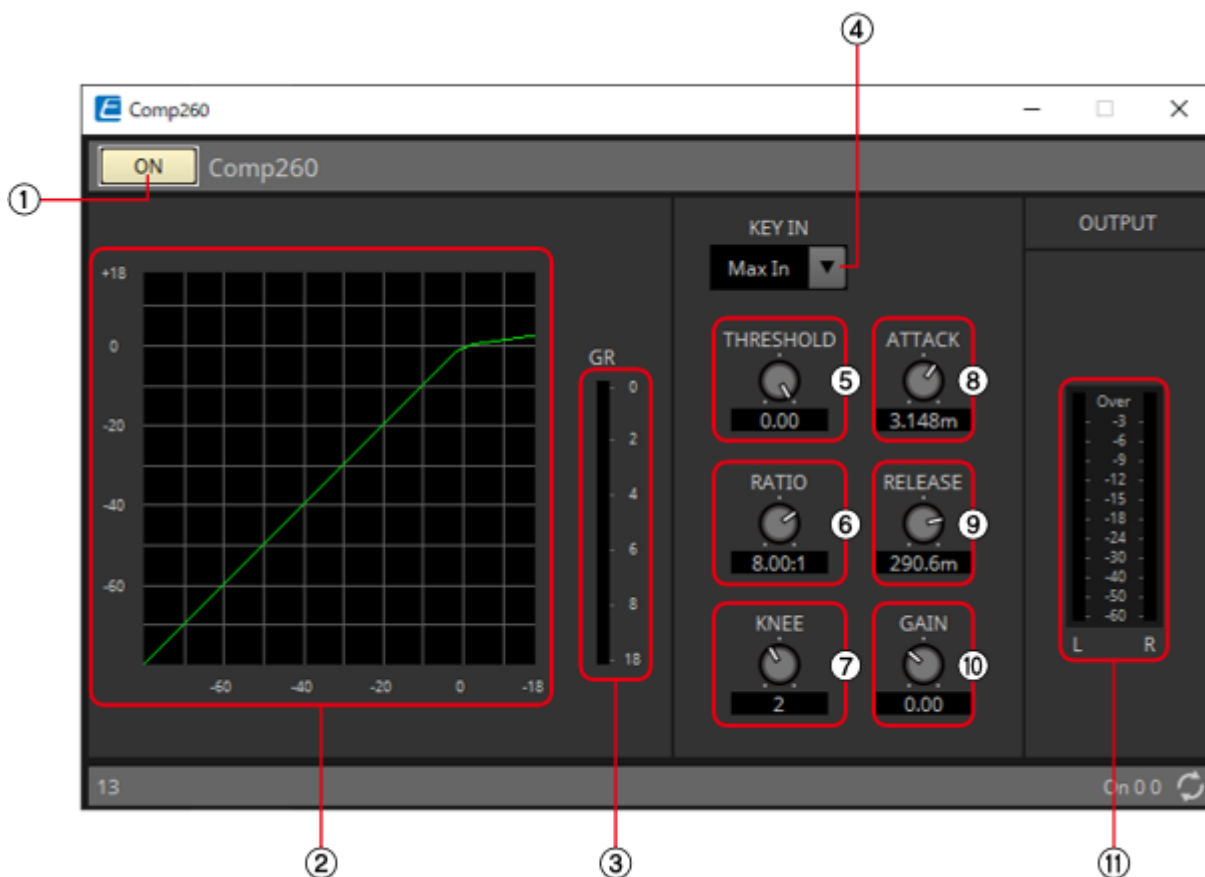 ④
Comp260
ON Comp260
①
KEY IN
OUTPUT
Max In
+18
0
-20
-40
-60
-60 -40 -20 0 -18
GR
0
2
4
6
8
18
THRESHOLD
⑤
0.00
ATTACK
⑧
3.148m
RATIO
⑥
8.00:1
RELEASE
⑨
290.6m
KNEE
⑦
2
GAIN
⑩
0.00
Over
-3
-6
-9
-12
-15
-18
-24
-30
-40
-50
-60
L R
13
On 0 0
②
③
⑪